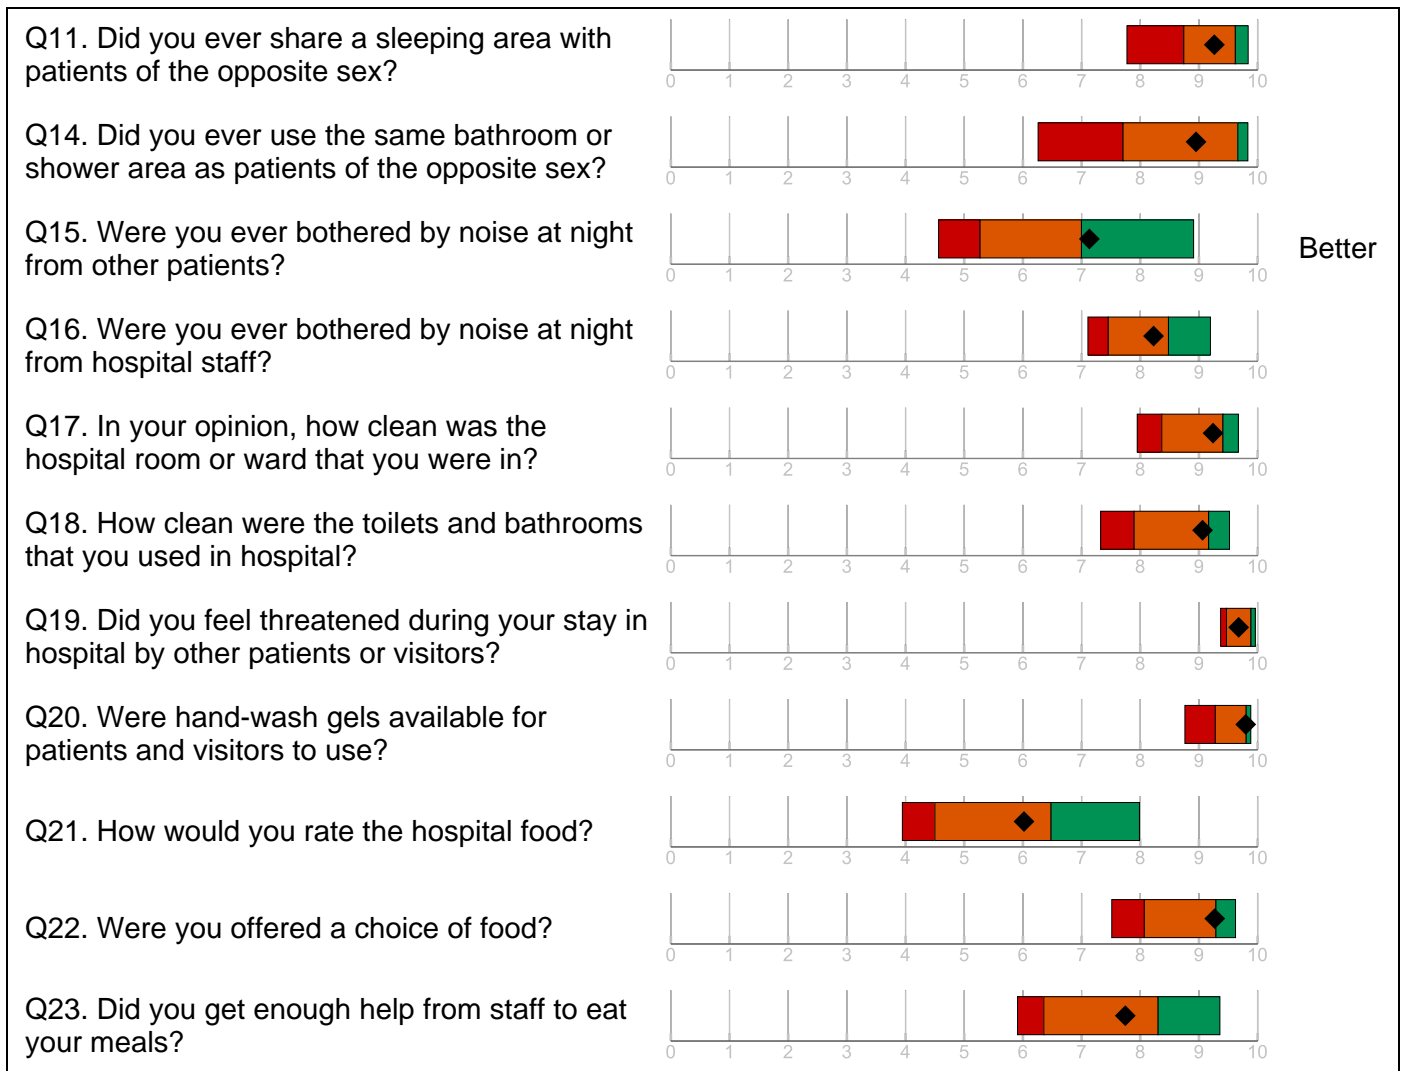 Q11. Did you ever share a sleeping area with
patients of the opposite sex?
0 1 2 3 4 5 6 7 8 9 10
Q14. Did you ever use the same bathroom or
shower area as patients of the opposite sex?
0 1 2 3 4 5 6 7 8 9 10
Q15. Were you ever bothered by noise at night
from other patients?
Better
0 1 2 3 4 5 6 7 8 9 10
Q16. Were you ever bothered by noise at night
from hospital staff?
0 1 2 3 4 5 6 7 8 9 10
Q17. In your opinion, how clean was the
hospital room or ward that you were in?
0 1 2 3 4 5 6 7 8 9 10
Q18. How clean were the toilets and bathrooms
that you used in hospital?
0 1 2 3 4 5 6 7 8 9 10
Q19. Did you feel threatened during your stay in
hospital by other patients or visitors?
0 1 2 3 4 5 6 7 8 9 10
Q20. Were hand-wash gels available for
patients and visitors to use?
0 1 2 3 4 5 6 7 8 9 10
Q21. How would you rate the hospital food?
0 1 2 3 4 5 6 7 8 9 10
Q22. Were you offered a choice of food?
0 1 2 3 4 5 6 7 8 9 10
Q23. Did you get enough help from staff to eat
your meals?
0 1 2 3 4 5 6 7 8 9 10